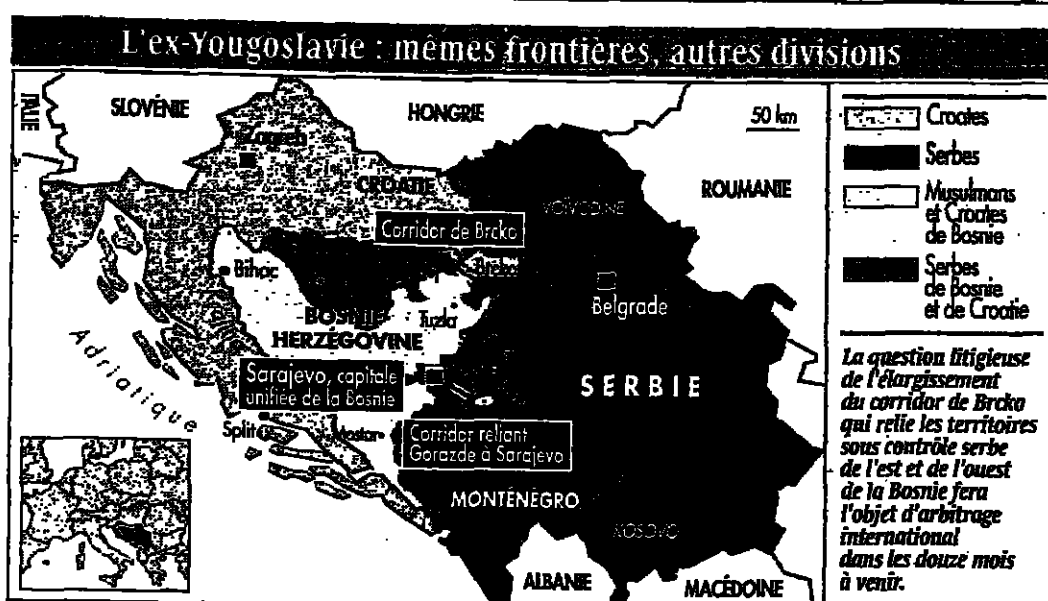 L'ex-Yougoslavie : mêmes frontières, autres divisions
ITALIE
SLOVÉNIE
HONGRIE
50 km
Zagreb
CROATIE
ROUMANIE
VOÏVODINE
Corridor de Brcko
Brcko
Bihac
Belgrade
BOSNIE
HERZÉGOVINE
Tuzla
Adriatique
Sarajevo, capitale
unifiée de la Bosnie
SERBIE
Split
Mostar
Corridor reliant
Gorazde à Sarajevo
MONTÉNÉGRO
KOSOVO
ALBANIE
MACÉDOINE
Croates
Serbes
Musulmans
et Croates
de Bosnie
Serbes
de Bosnie
et de Croatie
La question litigieuse
de l'élargissement
du corridor de Brcko
qui relie les territoires
sous contrôle serbe
de l'est et de l'ouest
de la Bosnie fera
l'objet d'arbitrage
international
dans les douze mois
à venir.